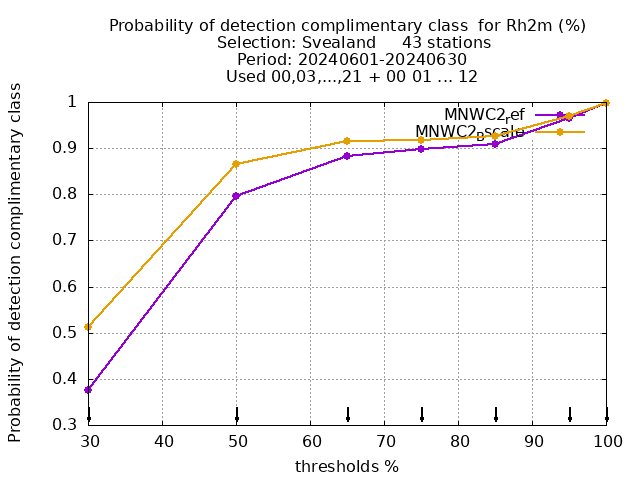 Probability of detection complimentary class  for Rh2m (%)
Selection: Svealand     43 stations
Period: 20240601-20240630
Used 00,03,...,21 + 00 01 ... 12
Probability of detection complimentary class
1
0.9
0.8
0.7
0.6
0.5
0.4
0.3
MNWC2ref
MNWC2pscale
30 40 50 60 70 80 90 100
thresholds %